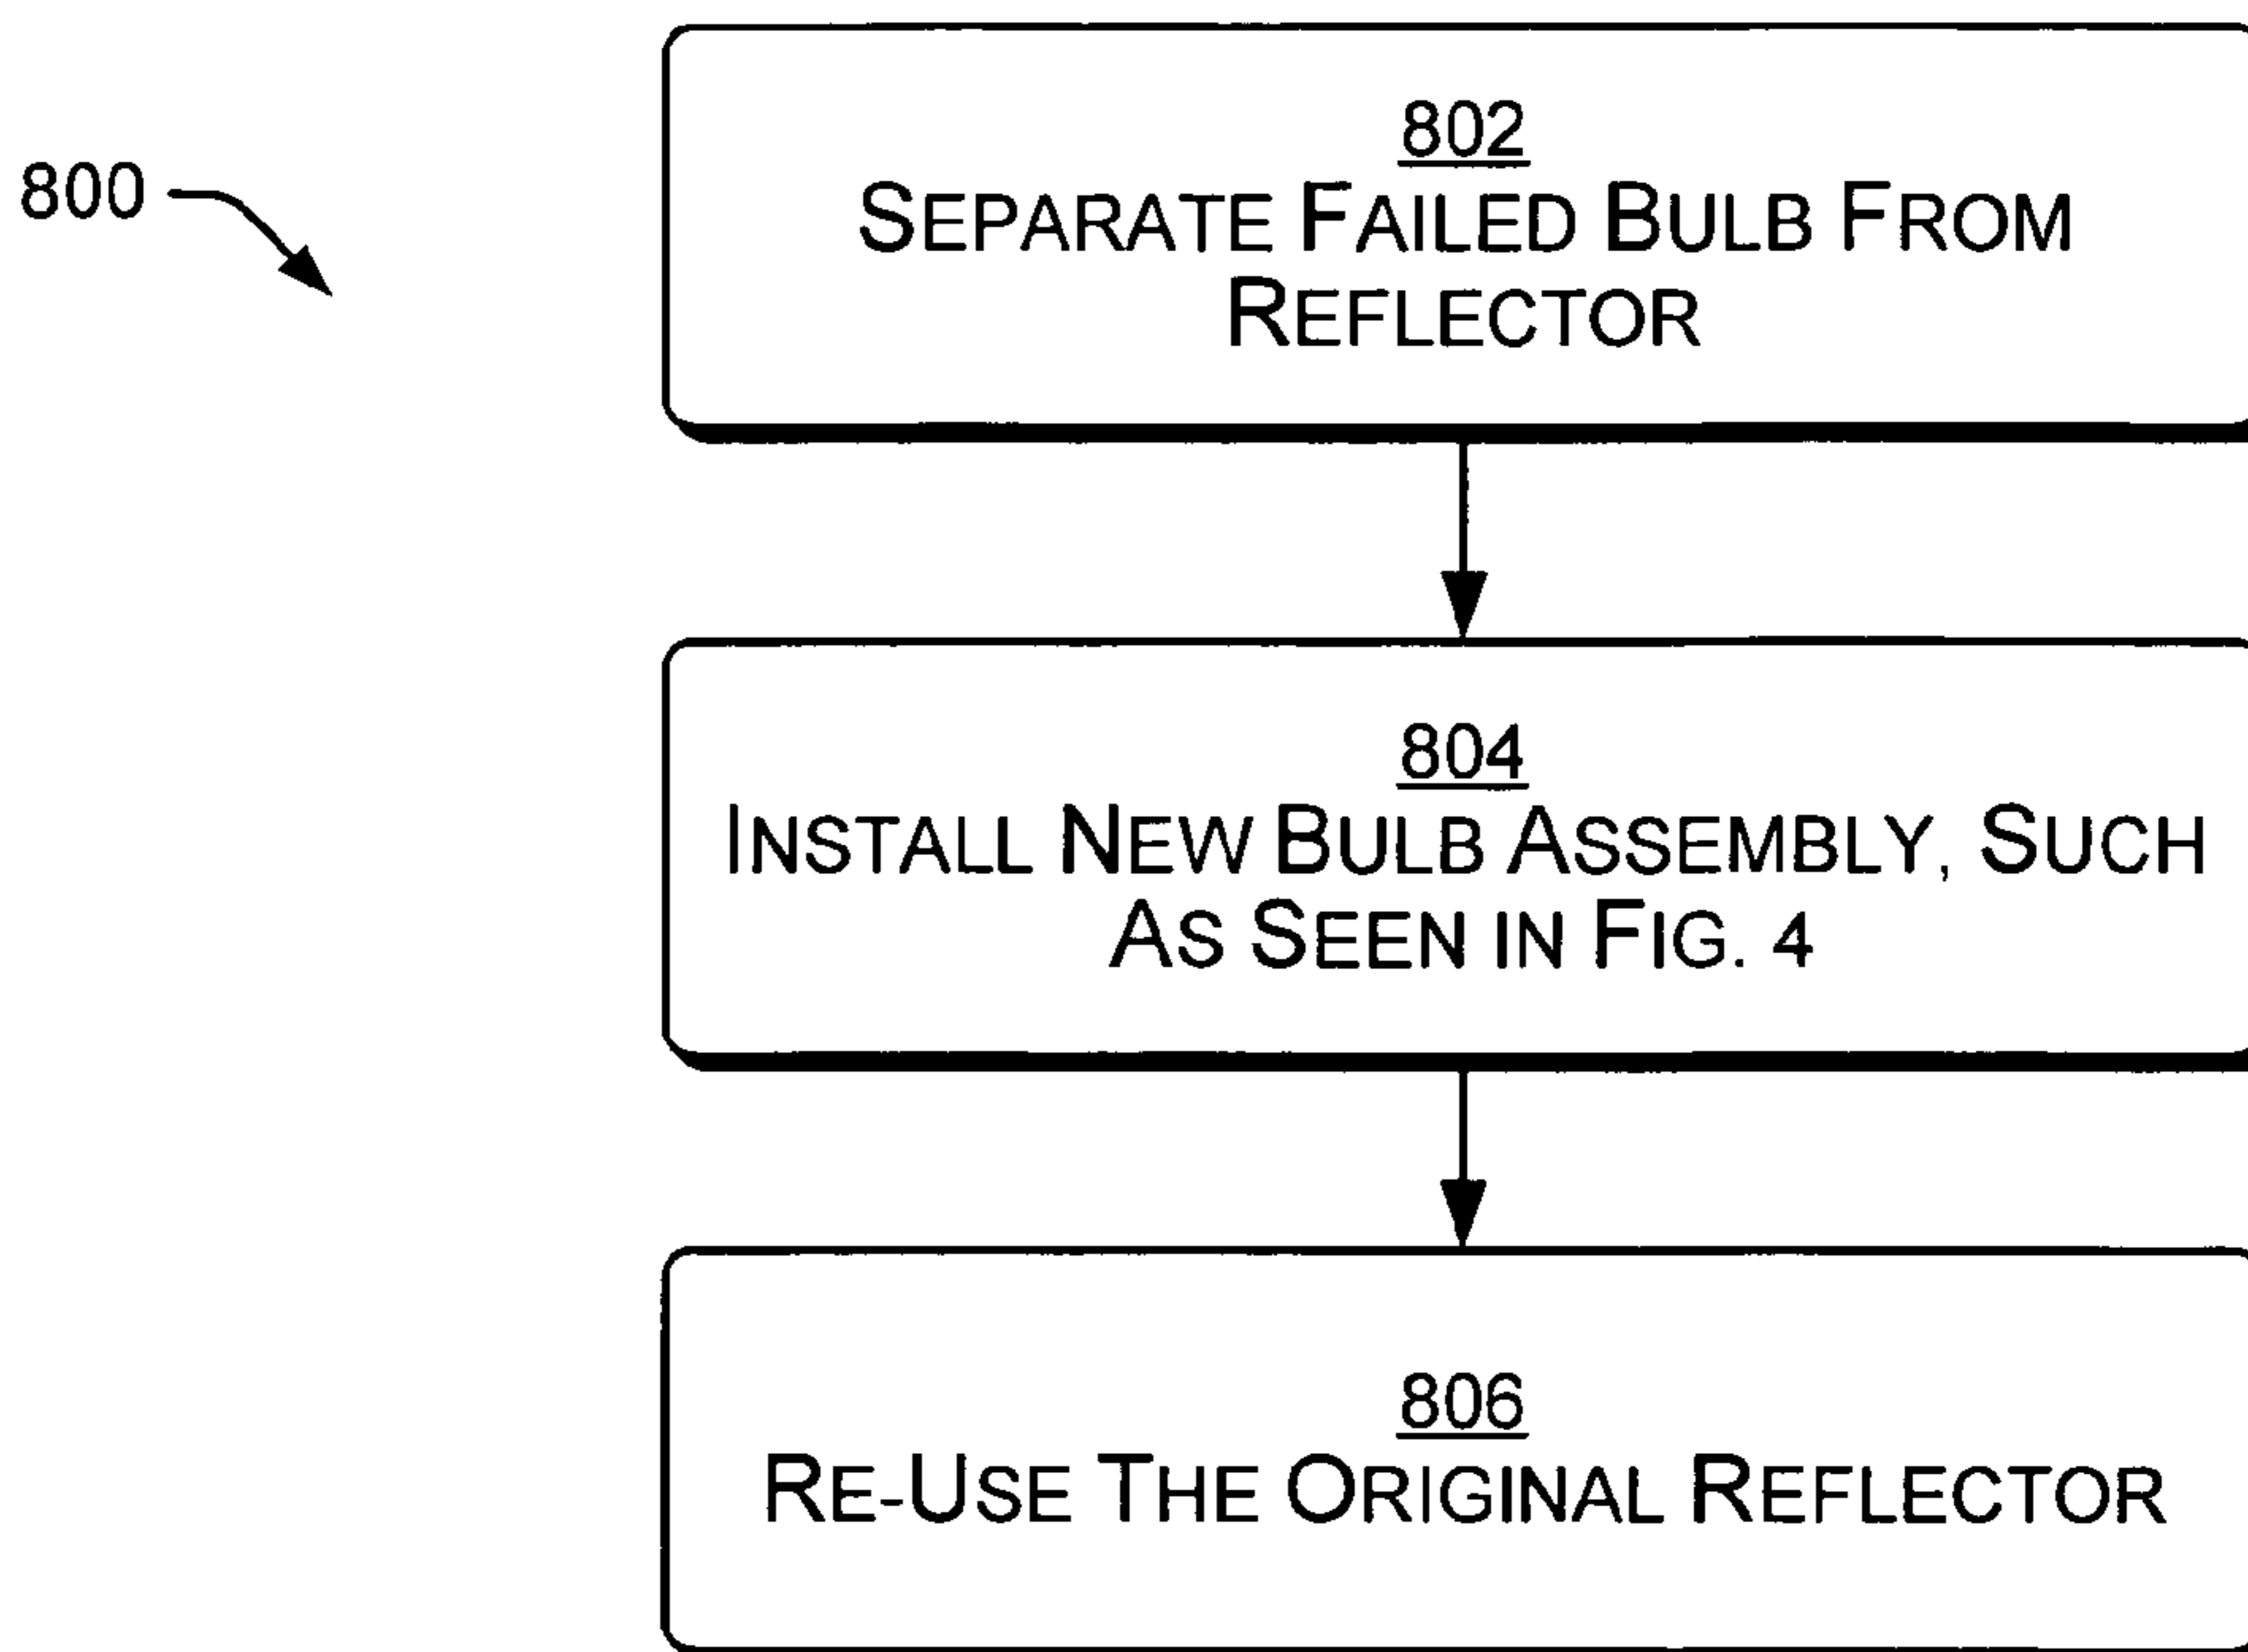 800
802
SEPARATE FAILED BULB FROM
REFLECTOR
804
INSTALL NEW BULB ASSEMBLY, SUCH
AS SEEN IN FIG. 4
806
RE-USE THE ORIGINAL REFLECTOR